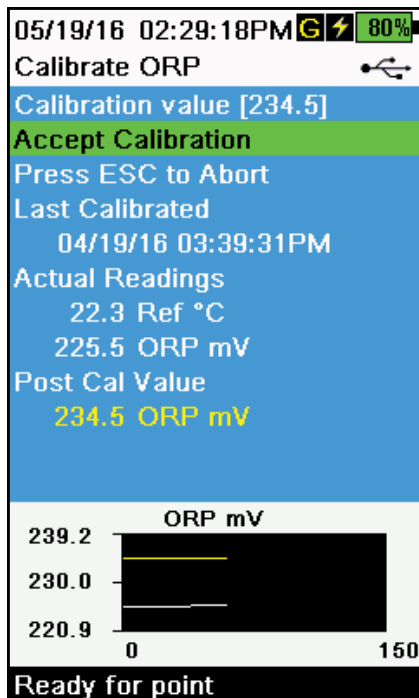 05/19/16 02:29:18PM G 80%
Calibrate ORP
Calibration value [234.5]
Accept Calibration
Press ESC to Abort
Last Calibrated
04/19/16 03:39:31PM
Actual Readings
22.3 Ref °C
225.5 ORP mV
Post Cal Value
234.5 ORP mV
ORP mV
239.2
230.0
220.9
0 150
Ready for point